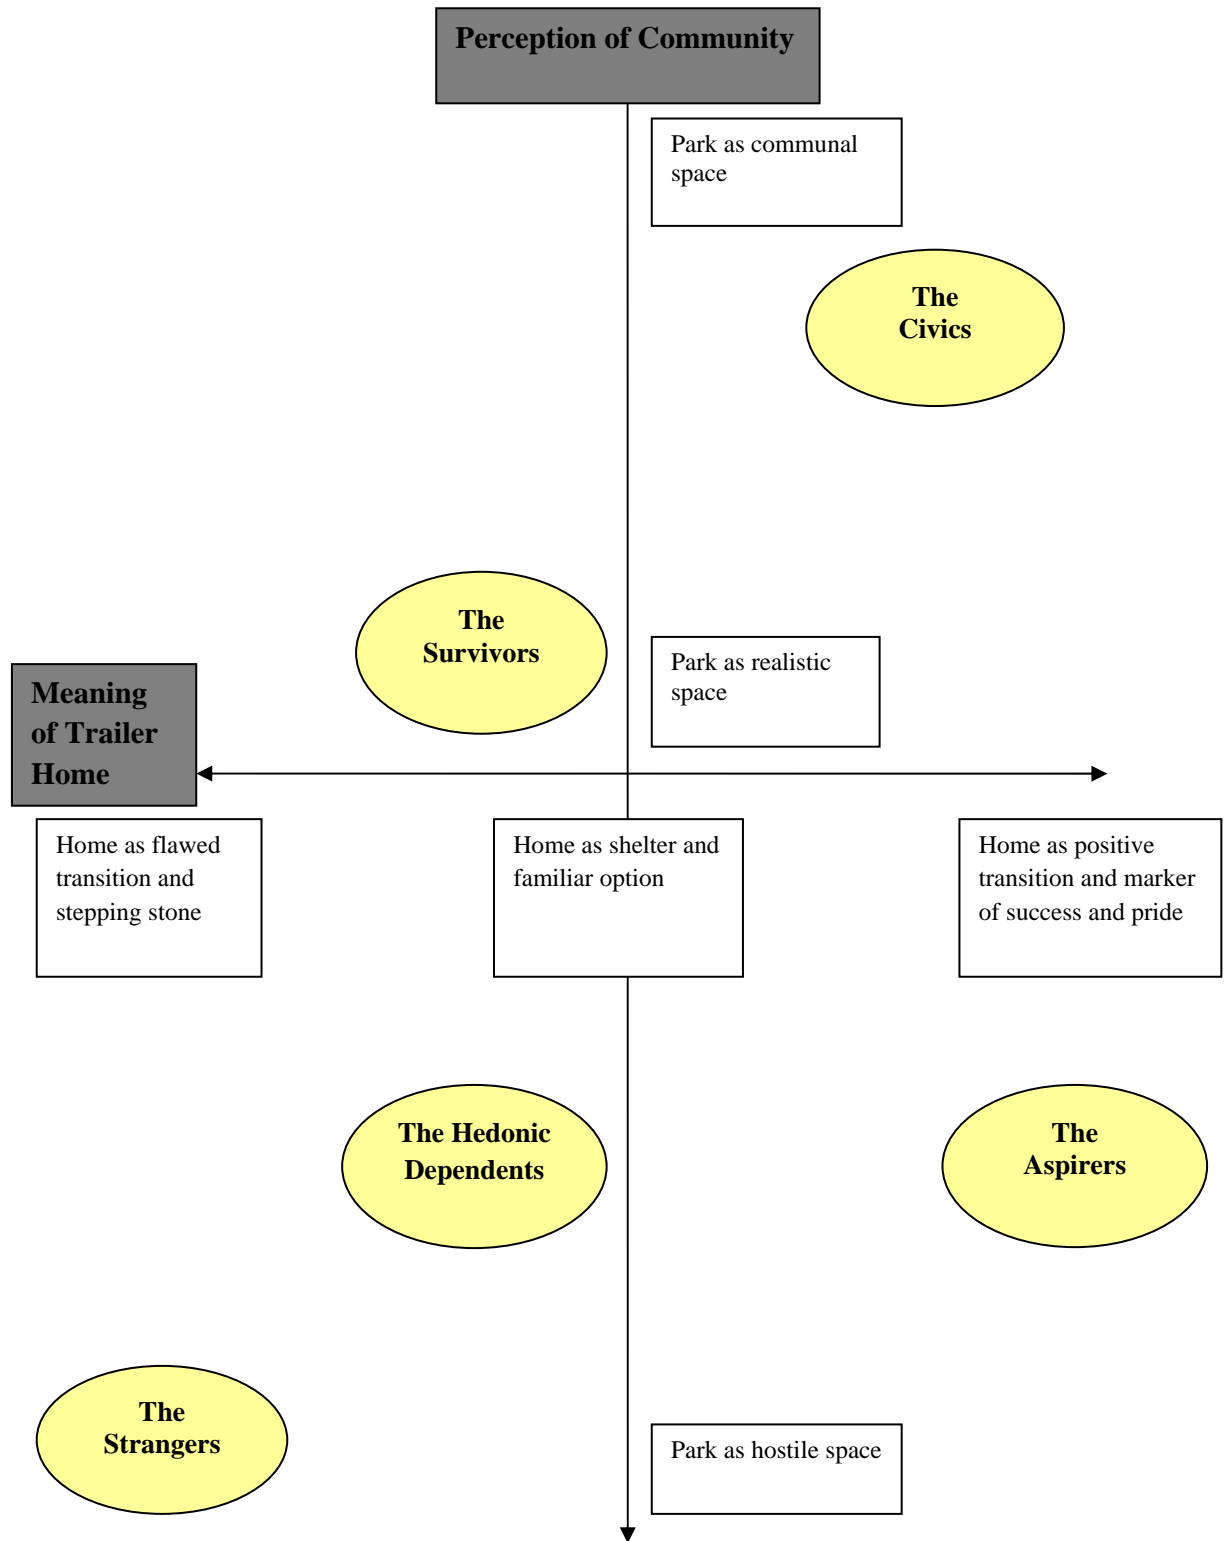 Perception of Community
Park as communal
space
The
Civics
The
Survivors
Park as realistic
space
Meaning
of Trailer
Home
Home as flawed
transition and
stepping stone
Home as shelter and
familiar option
Home as positive
transition and marker
of success and pride
The Hedonic
Dependents
The
Aspirers
The
Strangers
Park as hostile space